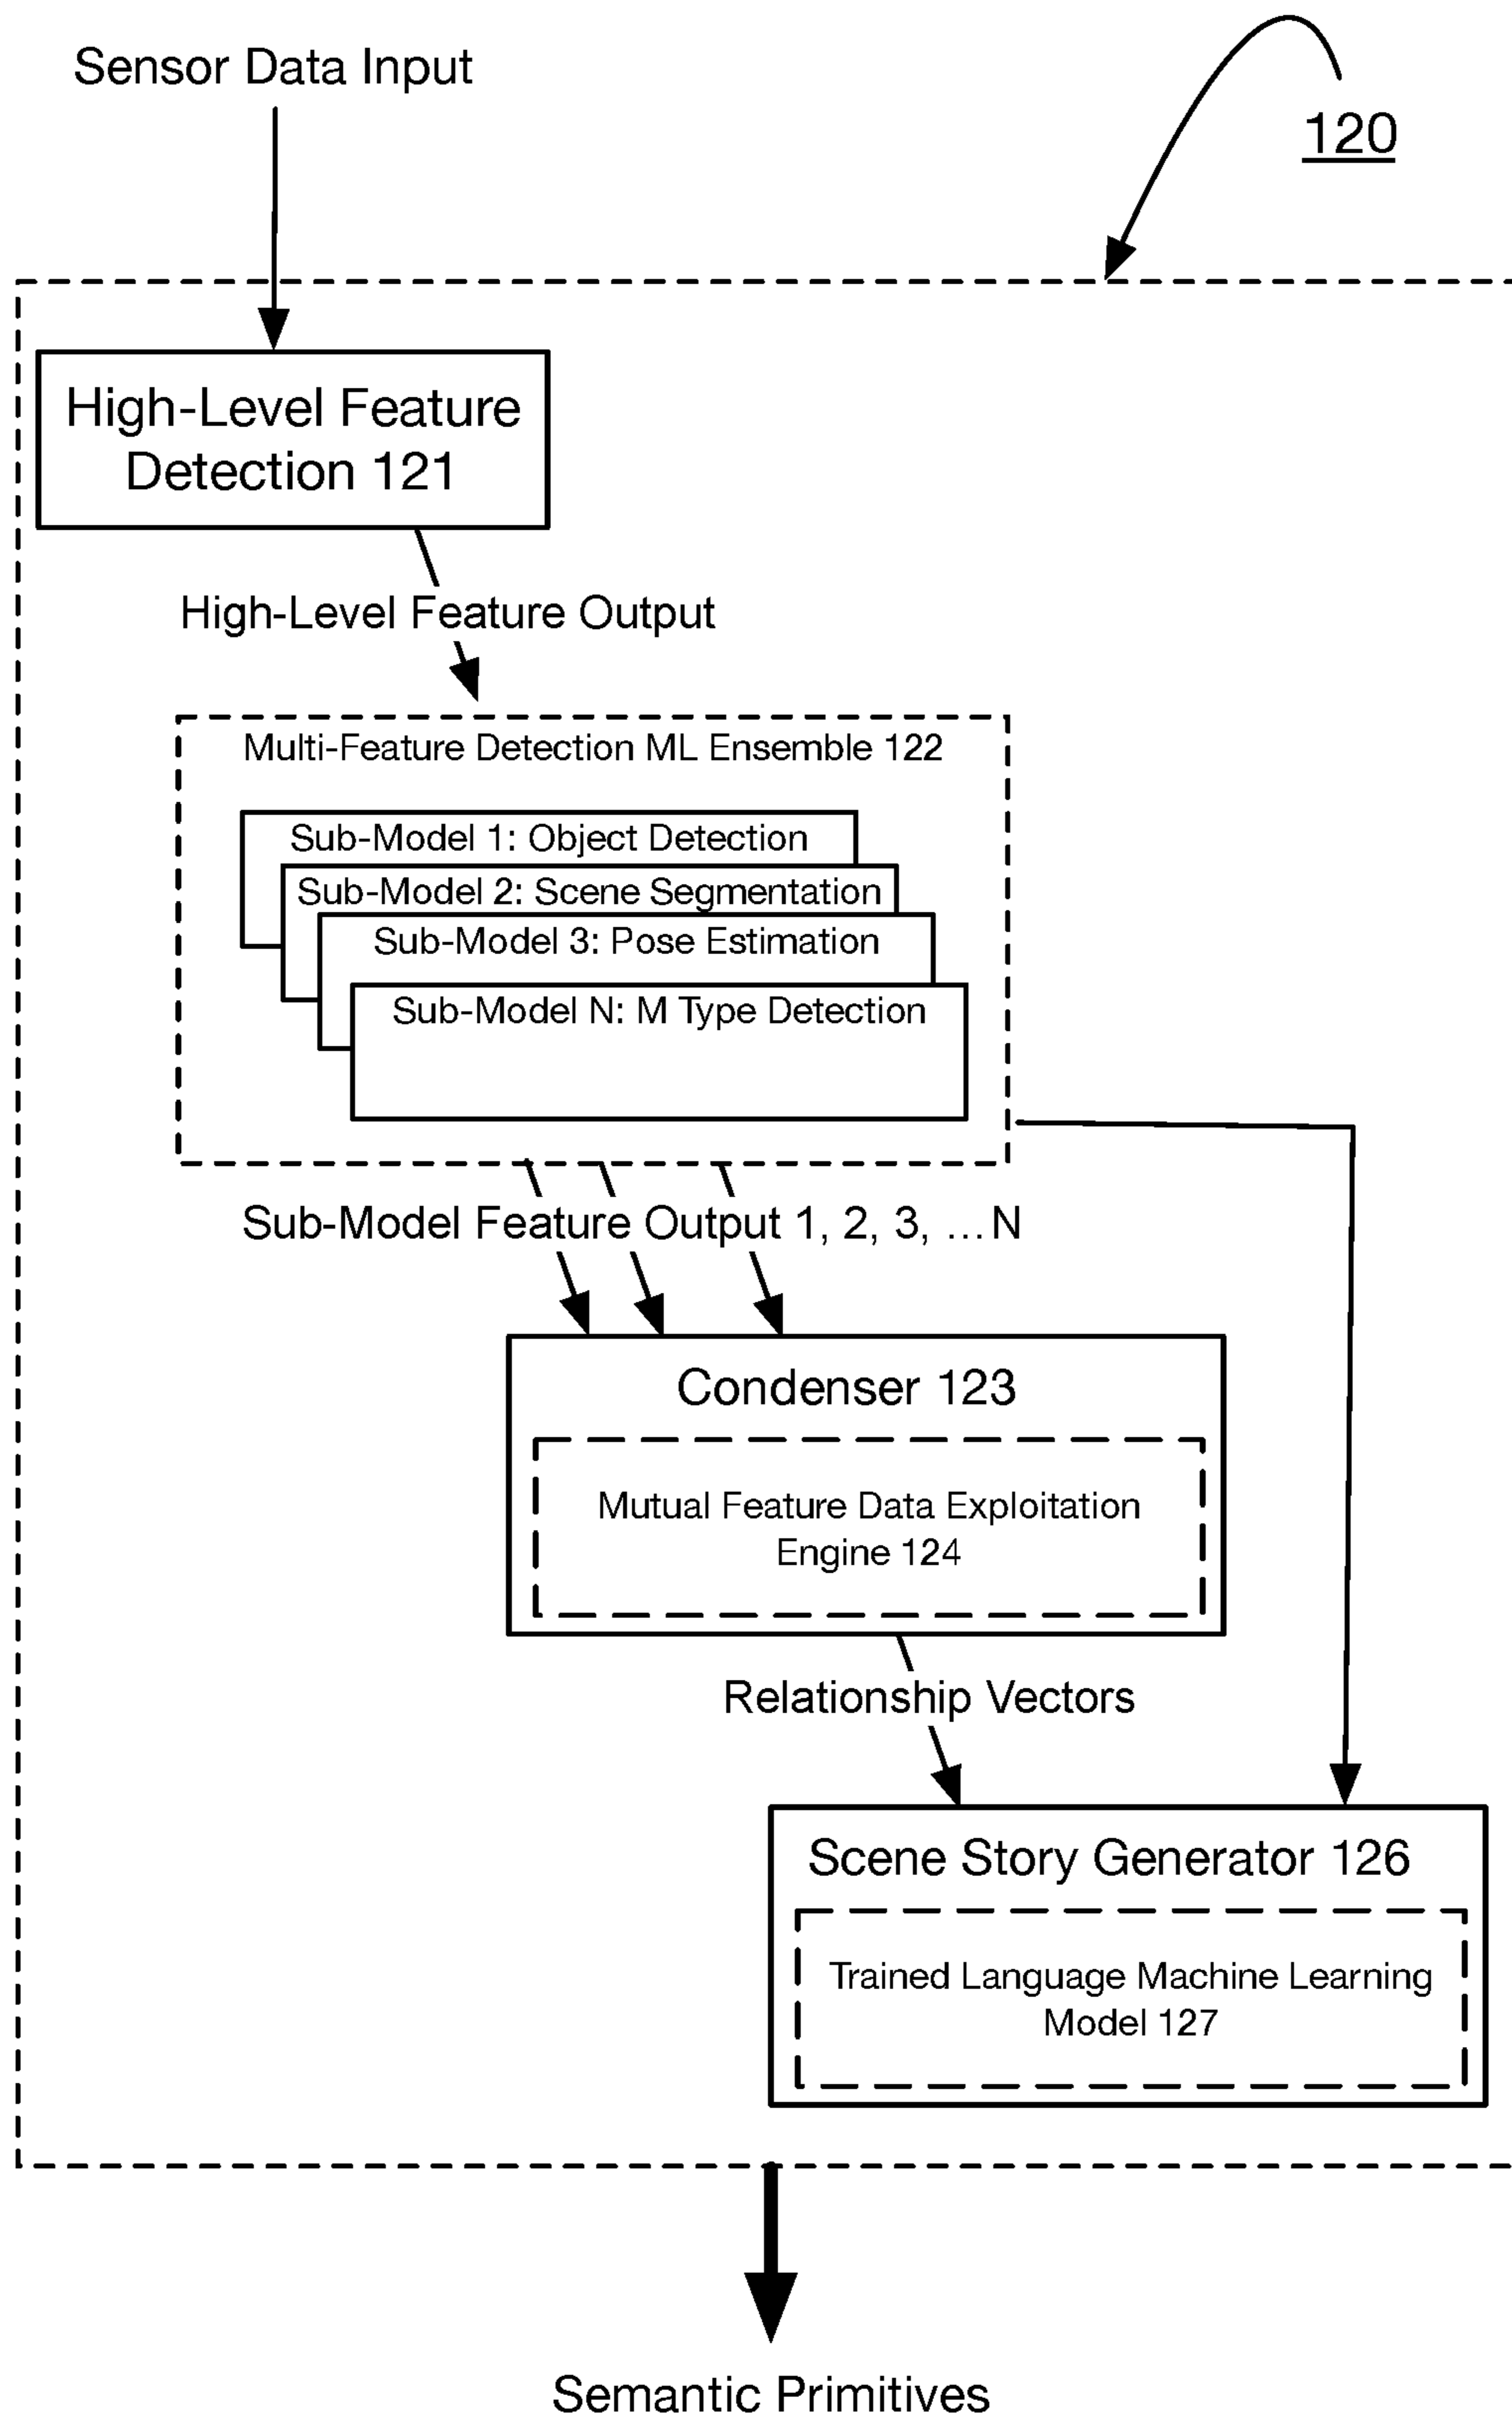 Sensor Data Input
120
High-Level Feature
Detection 121
High-Level Feature Output
Multi-Feature Detection ML Ensemble 122
Sub-Model 1: Object Detection
Sub-Model 2: Scene Segmentation
Sub-Model 3: Pose Estimation
Sub-Model N: M Type Detection
Sub-Model Feature Output 1, 2, 3, ... N
Condenser 123
Mutual Feature Data Exploitation
Engine 124
Relationship Vectors
Scene Story Generator 126
Trained Language Machine Learning
Model 127
Semantic Primitives